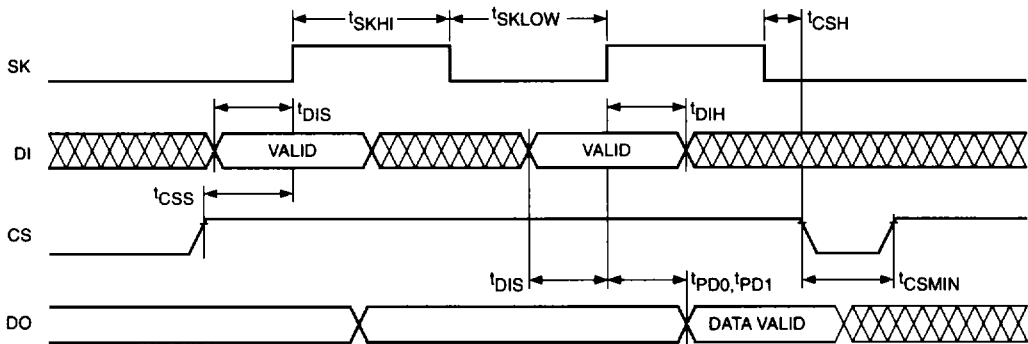 tSKHI tSKLOW tCSH
SK
tDIS tDIH
DI VALID VALID
tCSS
CS
tDIS tPD0,tPD1 tCSMIN
DO DATA VALID